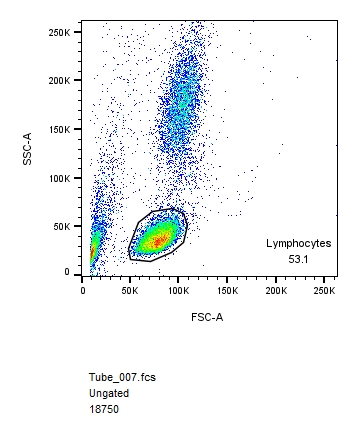 250K
200K
150K
100K
50K
0
SSC-A
Lymphocytes
53.1
0 50K 100K 150K 200K 250K
FSC-A
Tube_007.fcs
Ungated
18750